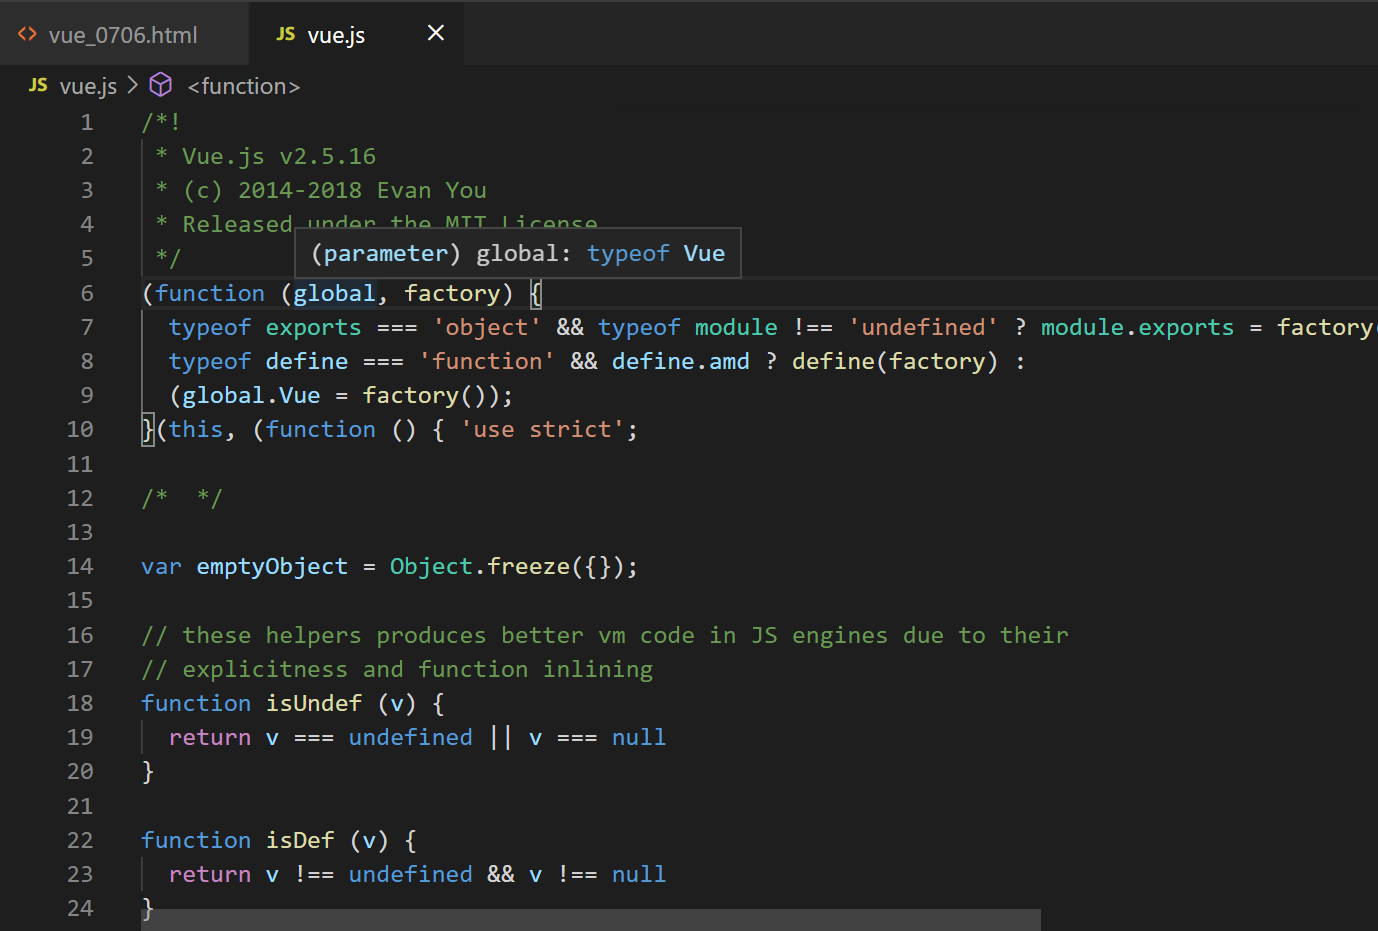 vue_0706.html
JS vue.js
JS vue.js > <function>
1 /*!
2 * Vue.js v2.5.16
3 * (c) 2014-2018 Evan You
4 * Released under the MIT License
5 */
(parameter) global: typeof Vue
6 (function (global, factory) {
7 typeof exports === 'object' && typeof module !== 'undefined' ? module.exports = factory(
8 typeof define === 'function' && define.amd ? define(factory) :
9 (global.Vue = factory());
10 }(this, (function () { 'use strict';
11
12 /*  */
13
14 var emptyObject = Object.freeze({});
15
16 // these helpers produces better vm code in JS engines due to their
17 // explicitness and function inlining
18 function isUndef (v) {
19 return v === undefined || v === null
20 }
21
22 function isDef (v) {
23 return v !== undefined && v !== null
24 }